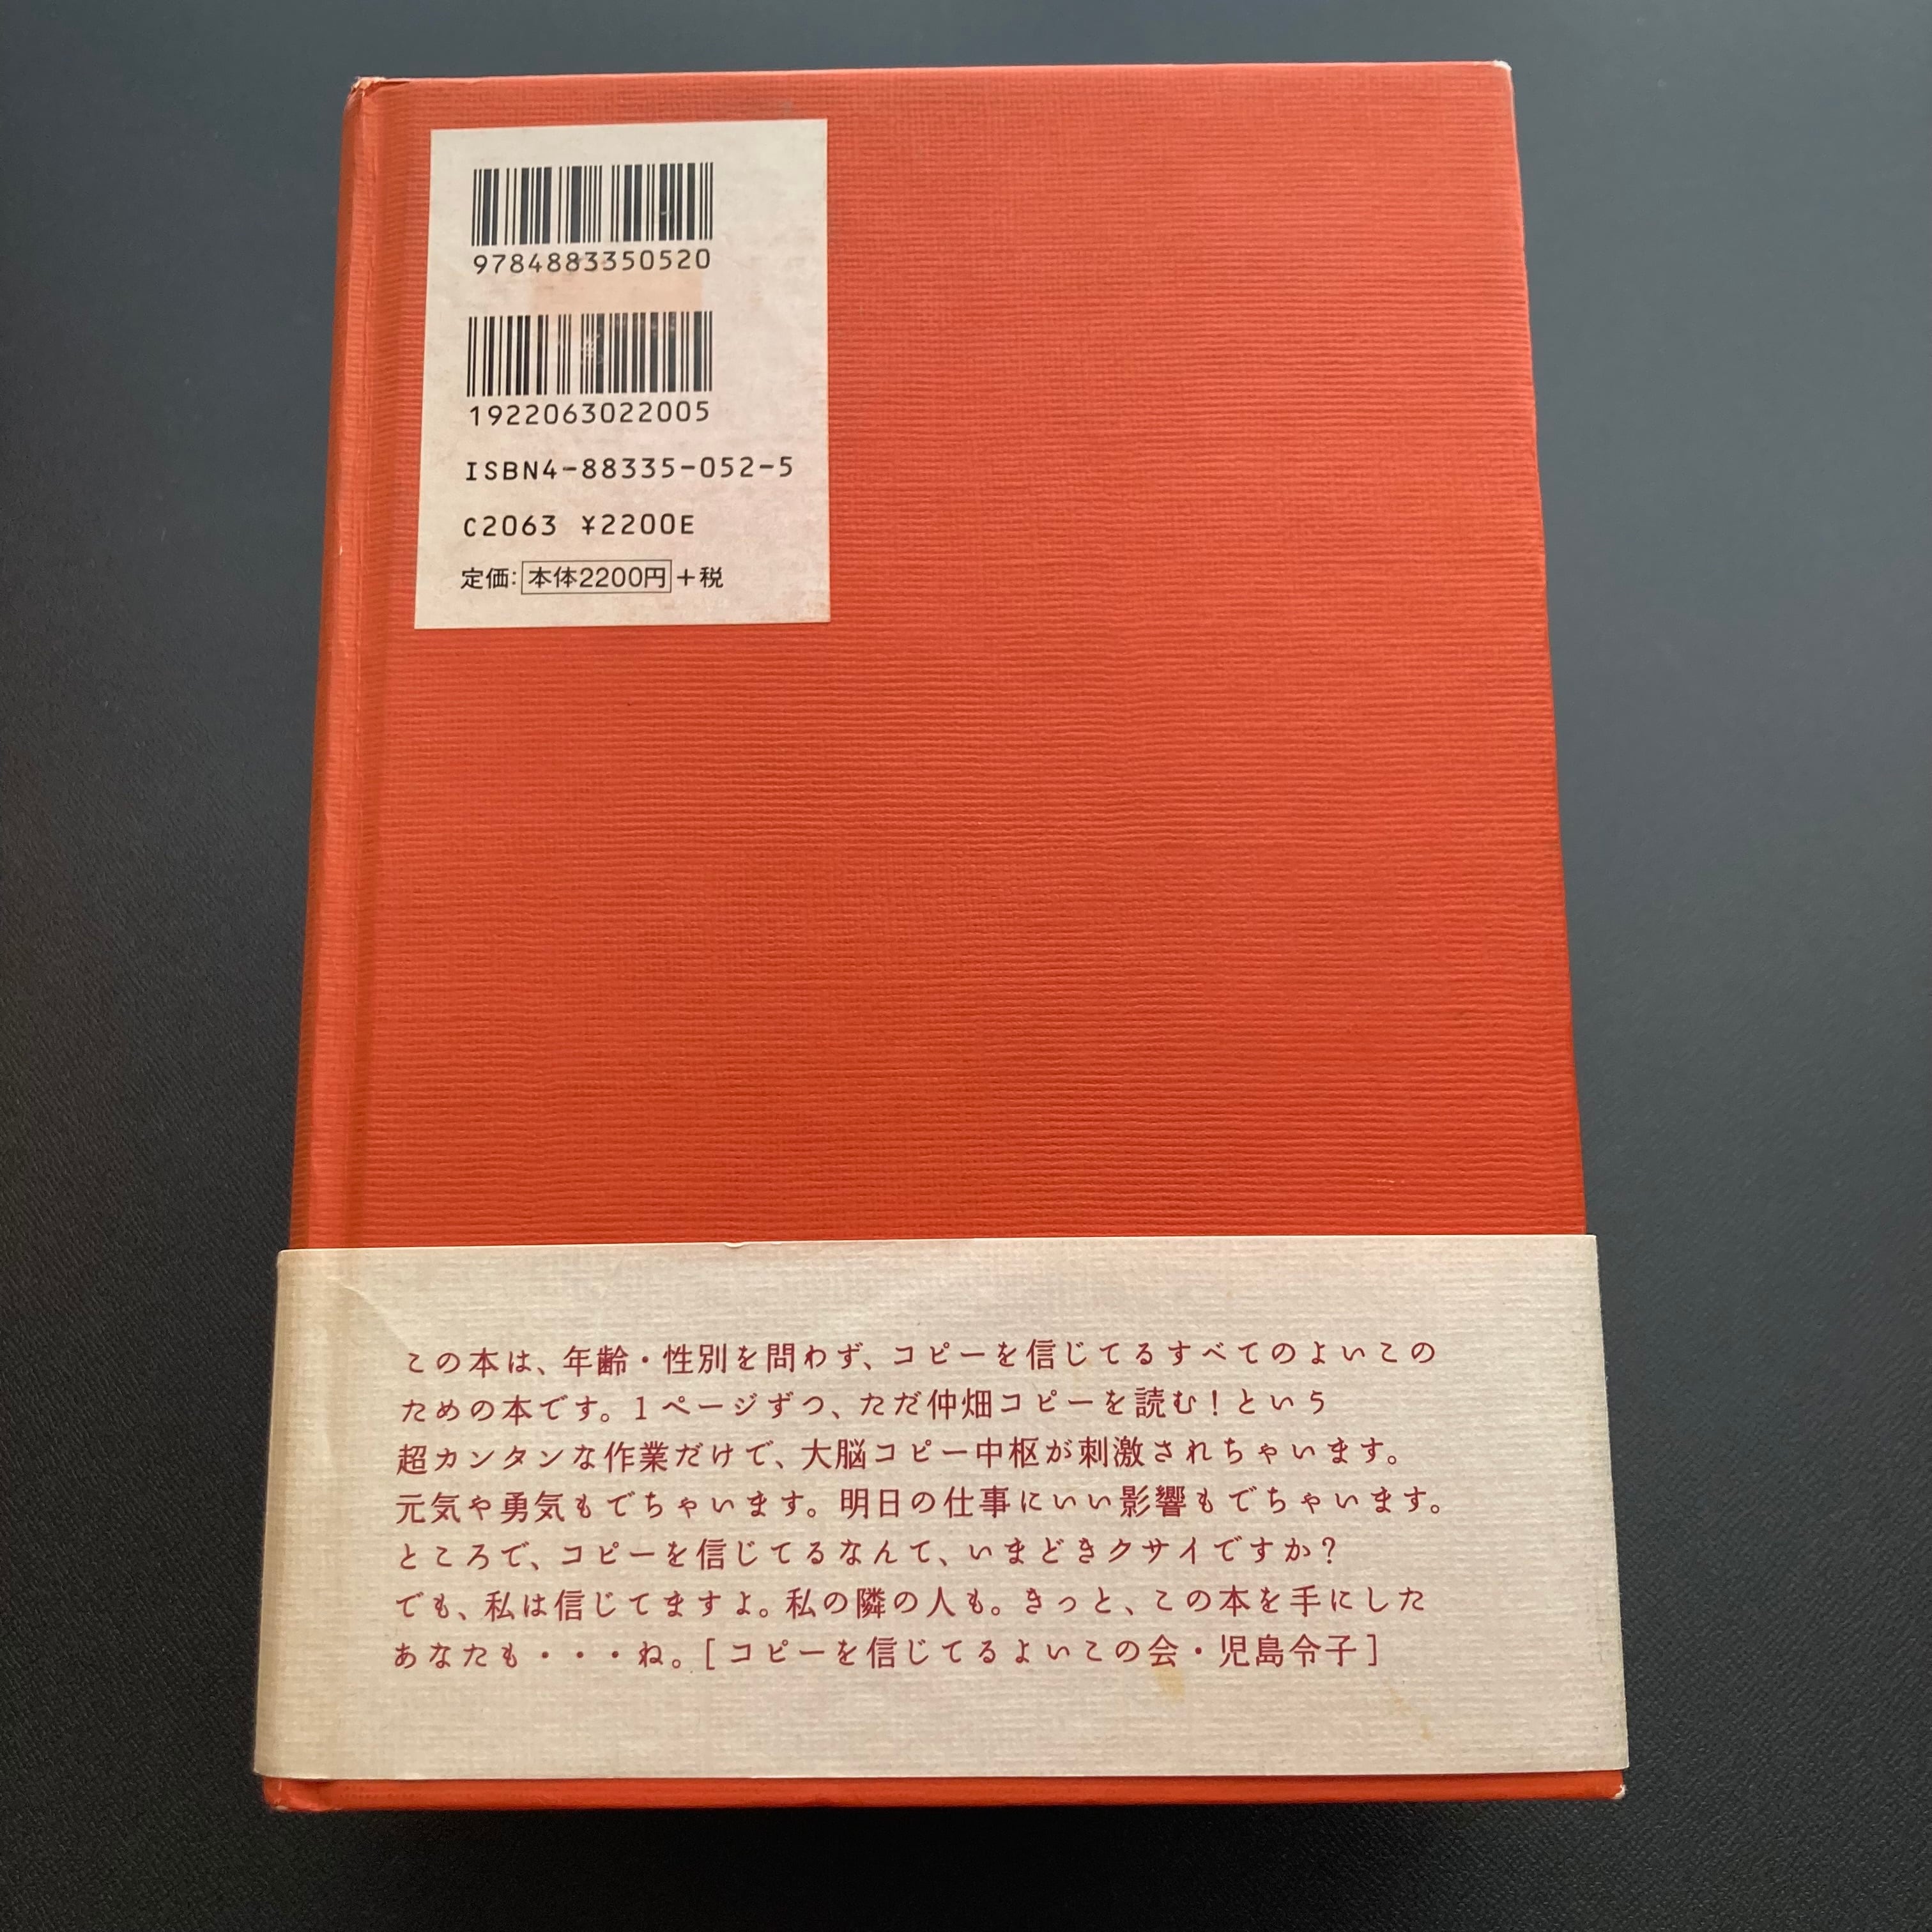 9784883350520
1922063022005
ISBN4-88335-052-5
C2063 ¥2200E
定価：本体2200円＋税
この本は、年齢・性別を問わず、コピーを信じてるすべてのよいこの
ための本です。1ページずつ、ただ仲畑コピーを読む！という
超カンタンな作業だけで、大脳コピー中枢が刺激されちゃいます。
元気や勇気もでちゃいます。明日の仕事にいい影響もでちゃいます。
ところで、コピーを信じてるなんて、いまどきクサイですか？
でも、私は信じてますよ。私の隣の人も。きっと、この本を手にした
あなたも・・・ね。［コピーを信じてるよいこの会・児島令子］